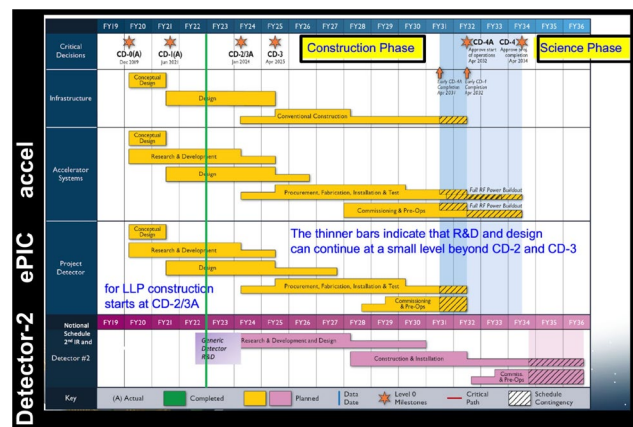 FY19 FY20 FY21 FY22 FY23 FY24 FY25 FY26 FY27 FY28 FY29 FY30 FY31 FY32 FY33 FY34 FY35 FY36
Critical
Decisions
CD-0(A)
Dec 2019
CD-1(A)
CD-2/3A
Jan 2024
CD-3
Apr 2025
Construction Phase
CD-4A
Approve start
of operations
Apr 2032
CD-4
completion
Apr 2034
Science Phase
Early CD-4A
Completion
Apr 2031
Early CD-4
Completion
Apr 2032
accel
Infrastructure
Conceptual
Design
Design
Conventional Construction
Accelerator
Systems
Conceptual
Design
Research & Development
Design
Procurement, Fabrication, Installation & Test
Full RF Power Buildout
Commissioning & Pre-Ops
Full RF Power Buildout
ePIC
Project
Detector
Conceptual
Design
Research & Development
Design
The thinner bars indicate that R&D and design
can continue at a small level beyond CD-2 and CD-3
for LLP construction
starts at CD-2/3A
Procurement, Fabrication, Installation & Test
Commissioning
& Pre-Ops
Detector-2
Notional
Schedule
2nd IR and
Detector #2
FY19 FY20 FY21 FY22 FY23 FY24 FY25 FY26 FY27 FY28 FY29 FY30 FY31 FY32 FY33 FY34 FY35 FY36
Generic
Detector
R&D
Research & Development and Design
Construction & Installation
Commiss.
& Pre-Ops
Key
(A) Actual
Completed
Planned
Data
Date
Level 0
Milestones
Critical
Path
Schedule
Contingency